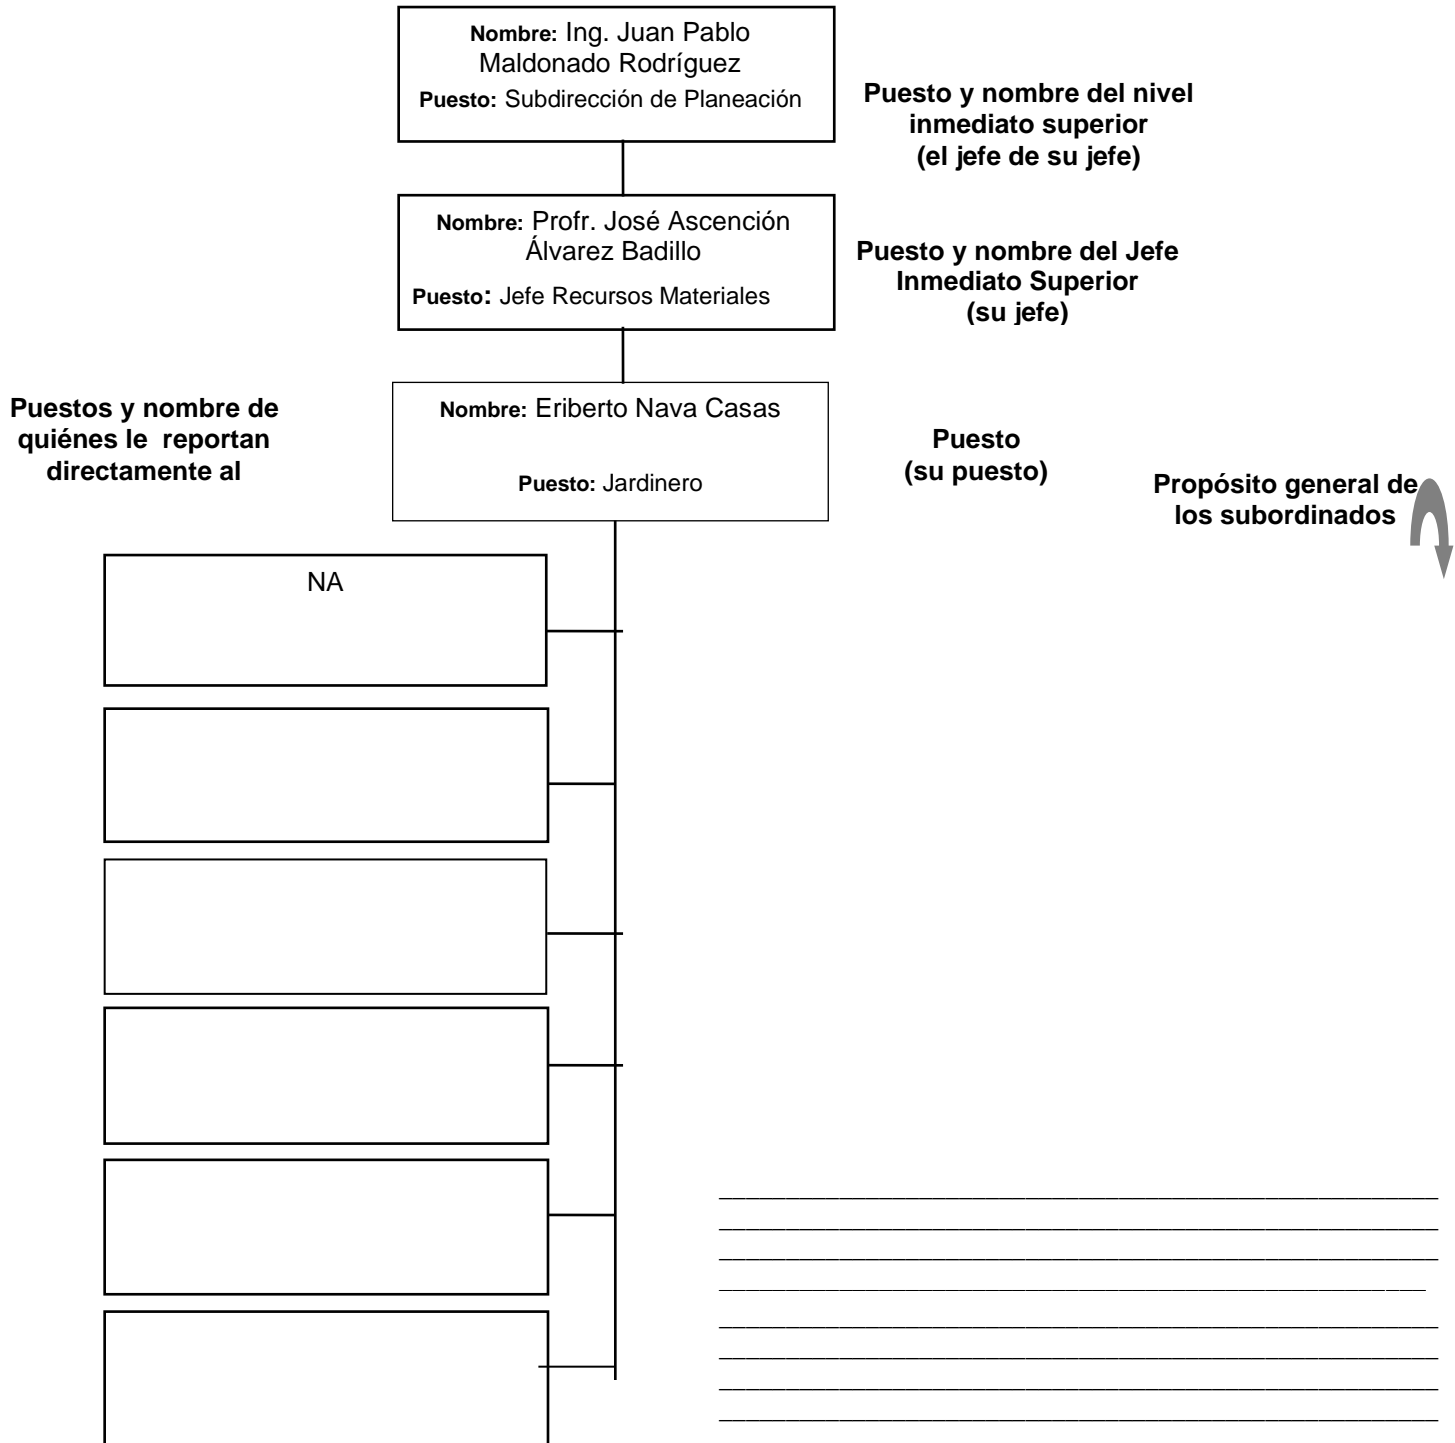 Nombre: Ing. Juan Pablo
Maldonado Rodríguez
Puesto: Subdirección de Planeación
Puesto y nombre del nivel
inmediato superior
(el jefe de su jefe)
Nombre: Profr. José Ascención
Álvarez Badillo
Puesto: Jefe Recursos Materiales
Puesto y nombre del Jefe
Inmediato Superior
(su jefe)
Puestos y nombre de
quiénes le  reportan
directamente al
Nombre: Eriberto Nava Casas
Puesto: Jardinero
Puesto
(su puesto)
Propósito general de
los subordinados
NA